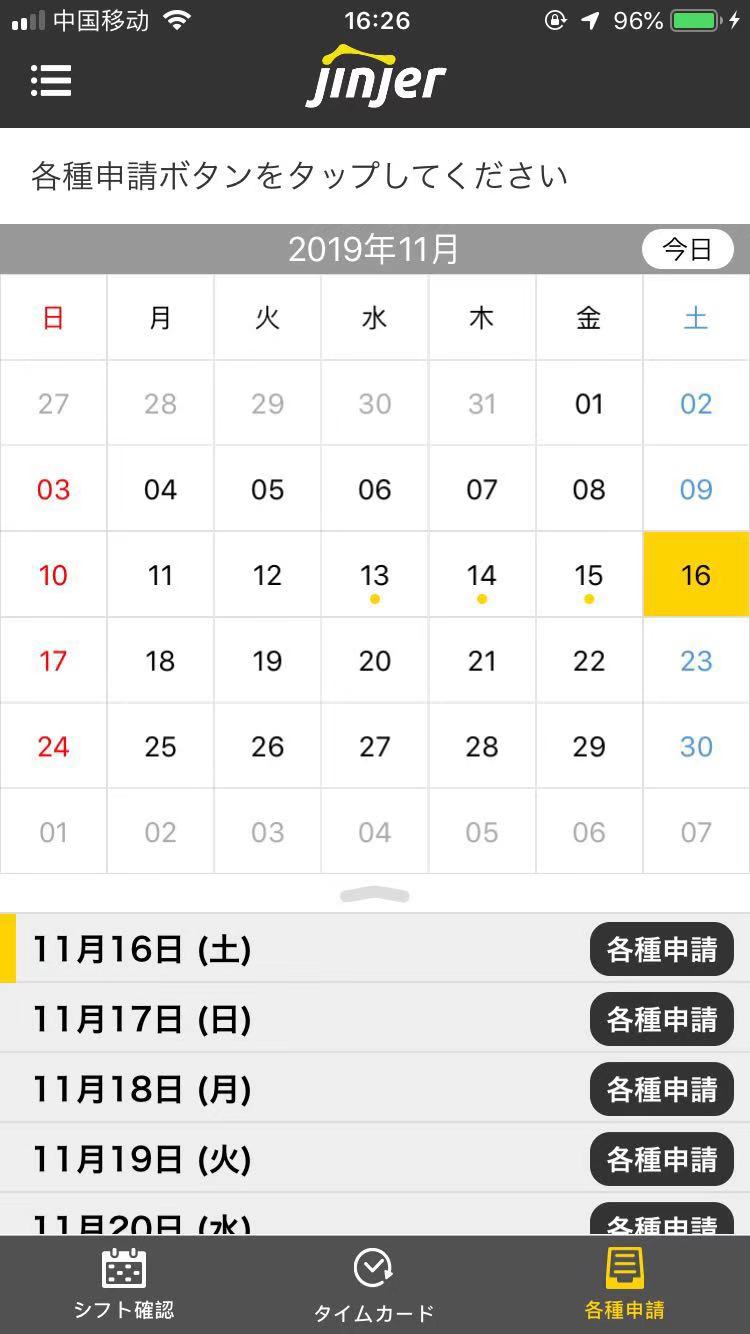 中国移动 16:26 96%
jinjer
各種申請ボタンをタップしてください
2019年11月 今日
日 月 火 水 木 金 土
27 28 29 30 31 01 02
03 04 05 06 07 08 09
10 11 12 13 14 15 16
17 18 19 20 21 22 23
24 25 26 27 28 29 30
01 02 03 04 05 06 07
11月16日 (土) 各種申請
11月17日 (日) 各種申請
11月18日 (月) 各種申請
11月19日 (火) 各種申請
11月20日 (水) 各種申請
シフト確認 タイムカード 各種申請